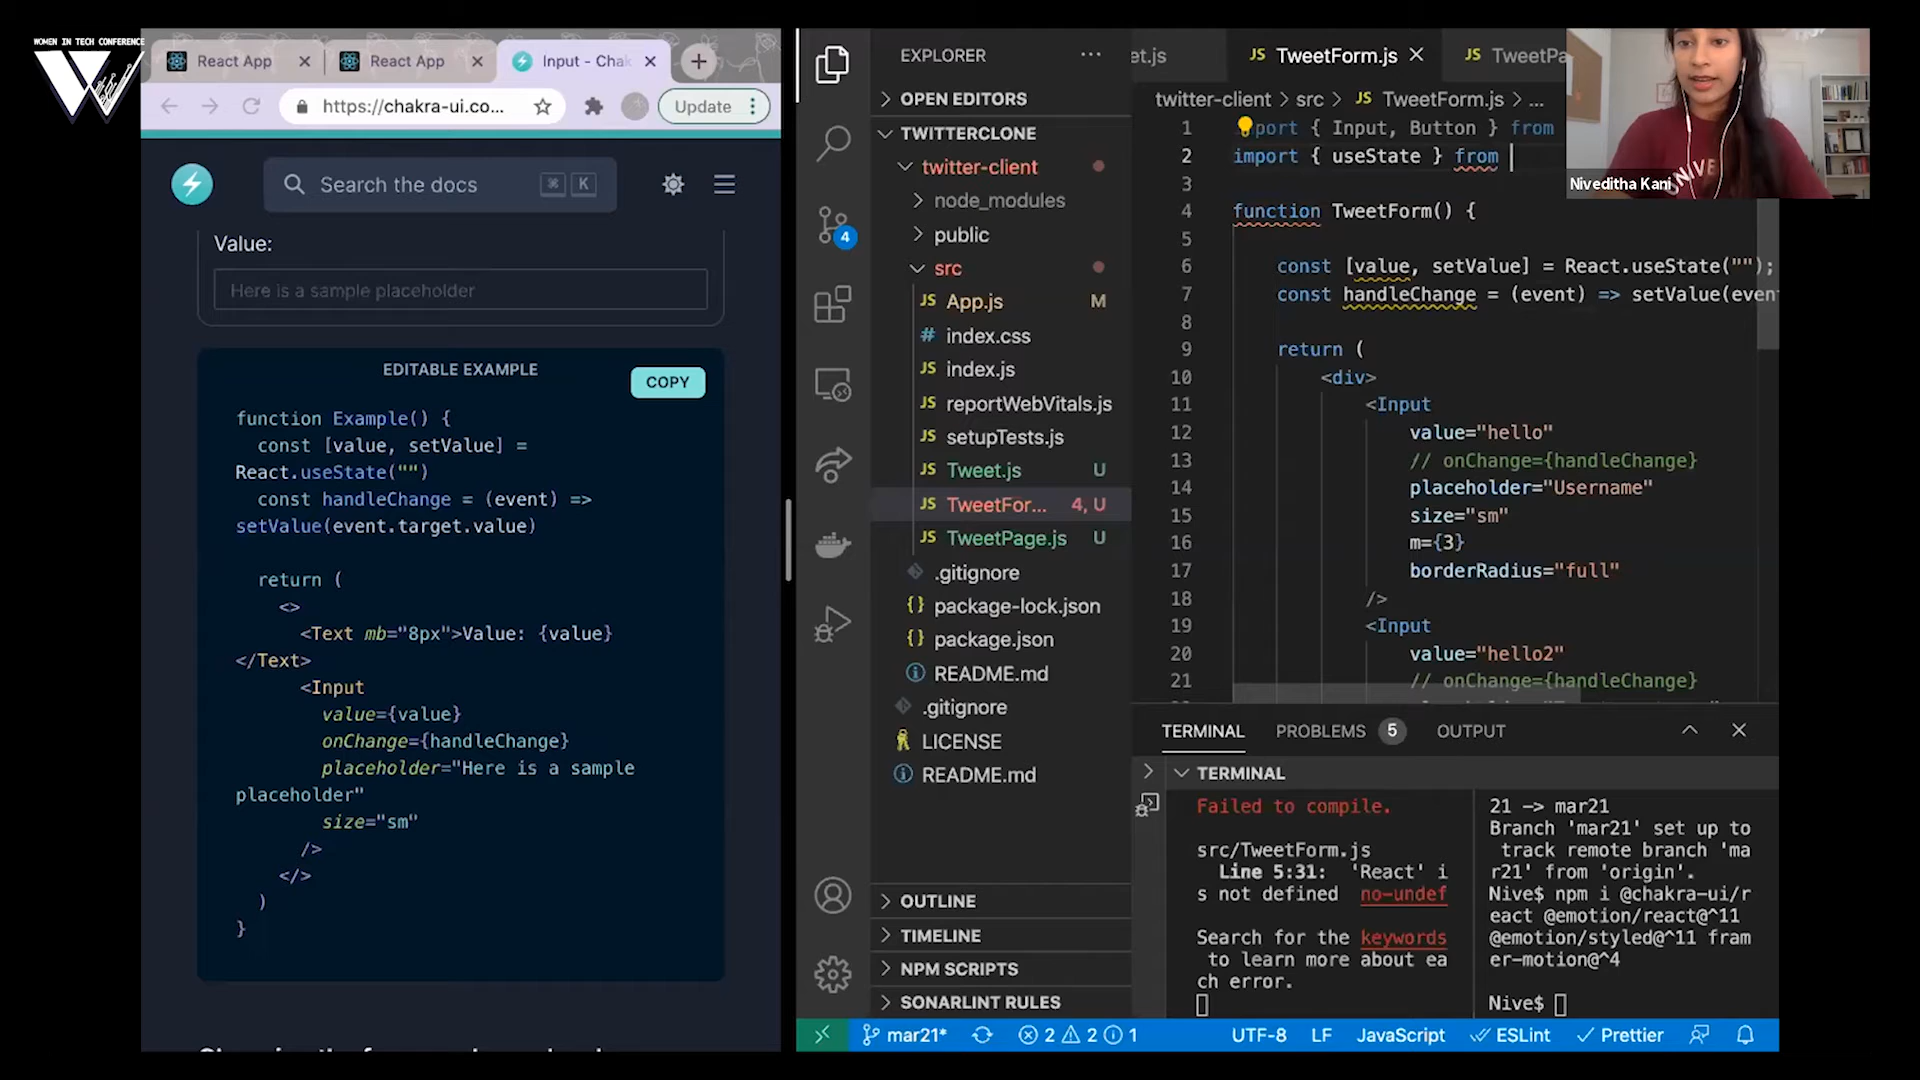 WOMEN IN TECH CONFERENCE
React App
React App
Input - Chak
https://chakra-ui.co...
Update
Search the docs
⌘ K
Value:
Here is a sample placeholder
EDITABLE EXAMPLE
COPY
function Example() {
const [value, setValue] =
React.useState("")
const handleChange = (event) =>
setValue(event.target.value)
return (
<>
<Text mb="8px">Value: {value}
</Text>
<Input
value={value}
onChange={handleChange}
placeholder="Here is a sample
placeholder"
size="sm"
/>
</>
)
}
EXPLORER
OPEN EDITORS
TWITTERCLONE
twitter-client
node_modules
public
src
JS App.js M
# index.css
JS index.js
JS reportWebVitals.js
JS setupTests.js
JS Tweet.js U
JS TweetFor... 4, U
JS TweetPage.js U
.gitignore
{} package-lock.json
{} package.json
README.md
.gitignore
LICENSE
README.md
OUTLINE
TIMELINE
NPM SCRIPTS
SONARLINT RULES
4
et.js
JS TweetForm.js
JS TweetPa
twitter-client > src > JS TweetForm.js > ...
1 port { Input, Button } from
2 import { useState } from
3
4 function TweetForm() {
5
6 const [value, setValue] = React.useState("");
7 const handleChange = (event) => setValue(even
8
9 return (
10 <div>
11 <Input
12 value="hello"
13 // onChange={handleChange}
14 placeholder="Username"
15 size="sm"
16 m={3}
17 borderRadius="full"
18 />
19 <Input
20 value="hello2"
21 // onChange={handleChange}
Niveditha Kani
TERMINAL
PROBLEMS 5
OUTPUT
TERMINAL
Failed to compile.
src/TweetForm.js
Line 5:31: 'React' i
s not defined no-undef
Search for the keywords
to learn more about ea
ch error.
21 -> mar21
Branch 'mar21' set up to
track remote branch 'ma
r21' from 'origin'.
Nive$ npm i @chakra-ui/r
eact @emotion/react@^11
@emotion/styled@^11 fram
er-motion@^4
Nive$
mar21*
2 2 1
UTF-8
LF
JavaScript
ESLint
Prettier